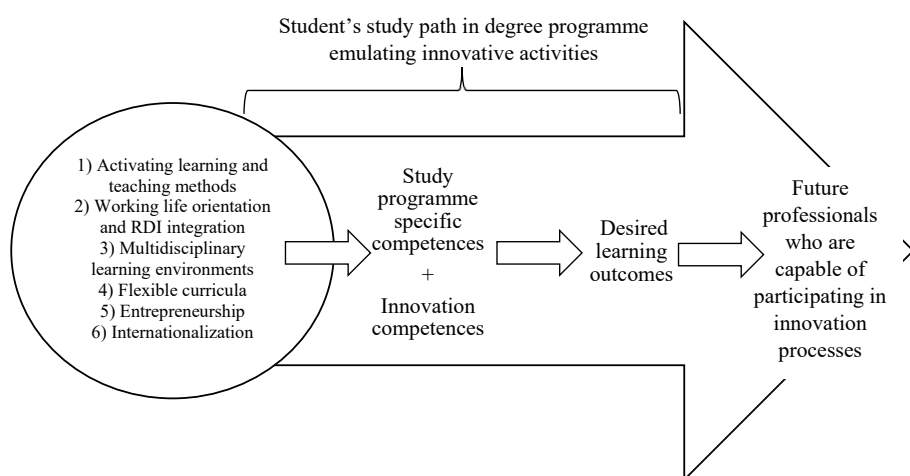 Student’s study path in degree programme
emulating innovative activities
1) Activating learning and
teaching methods
2) Working life orientation
and RDI integration
3) Multidisciplinary
learning environments
4) Flexible curricula
5) Entrepreneurship
6) Internationalization
Study
programme
specific
competences
+
Innovation
competences
Desired
learning
outcomes
Future
professionals
who are
capable of
participating in
innovation
processes